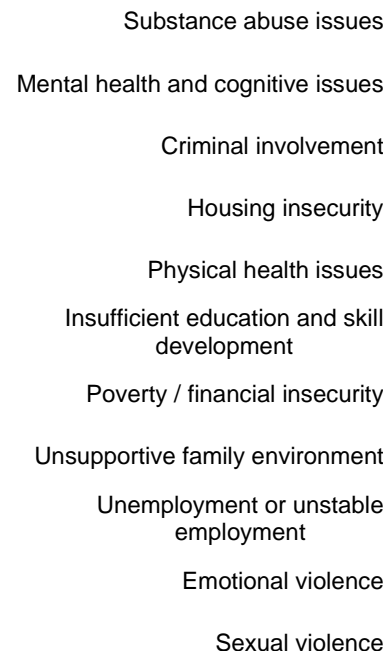 Substance abuse issues
Mental health and cognitive issues
Criminal involvement
Housing insecurity
Physical health issues
Insufficient education and skill
development
Poverty / financial insecurity
Unsupportive family environment
Unemployment or unstable
employment
Emotional violence
Sexual violence